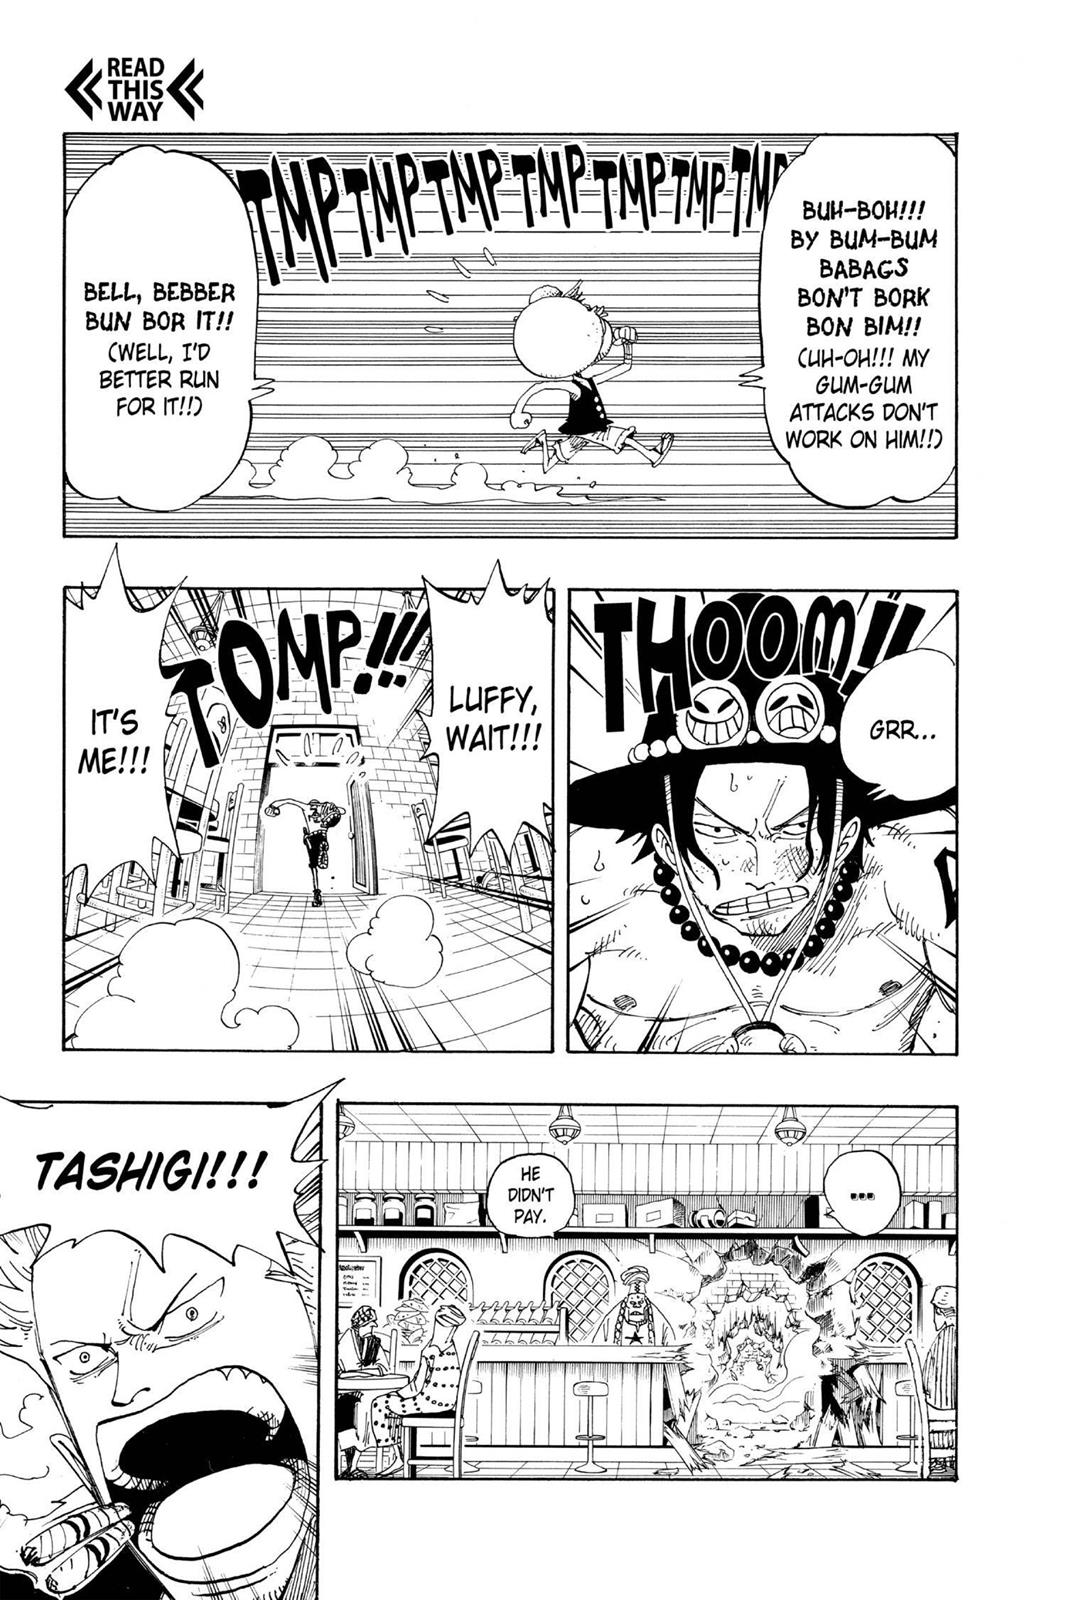 READ
THIS
WAY
BUH-BOH!!!
BY BUM-BUM
BABAGS
BON'T BORK
BON BIM!!
(UH-OH!!! MY
GUM-GUM
ATTACKS DON'T
WORK ON HIM!!)
TMP TMP TMP TMP TMP TMP TMP
BELL, BEBBER
BUN BOR IT!!
(WELL, I'D
BETTER RUN
FOR IT!!)
THOOM!!
GRR...
LUFFY,
WAIT!!!
TOMP!!!
IT'S
ME!!!
...
HE
DIDN'T
PAY.
TASHIGI!!!